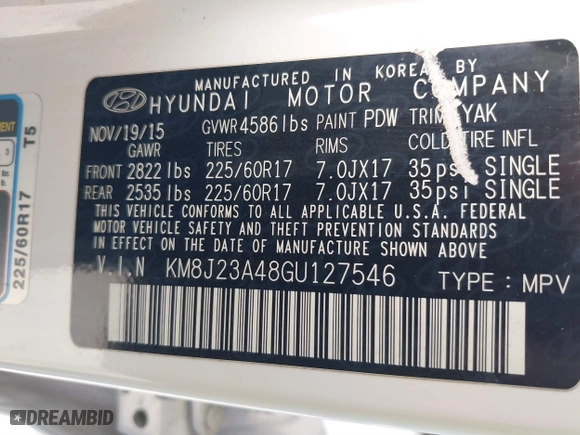 MANUFACTURED IN KOREA BY
HYUNDAI MOTOR COMPANY
NOV/19/15 GVWR 4586lbs PAINT PDW TRIM YAK
GAWR TIRES RIMS COLD TIRE INFL
FRONT 2822 lbs 225/60R17 7.0JX17 35 psi SINGLE
REAR 2535 lbs 225/60R17 7.0JX17 35 psi SINGLE
THIS VEHICLE CONFORMS TO ALL APPLICABLE U.S.A. FEDERAL
MOTOR VEHICLE SAFETY, BUMPER, AND THEFT PREVENTION STANDARDS
IN EFFECT ON THE DATE OF MANUFACTURE SHOWN ABOVE.
V.I.N KM8J23A48GU127546 TYPE : MPV
225/60R17 T5
DREAMBID